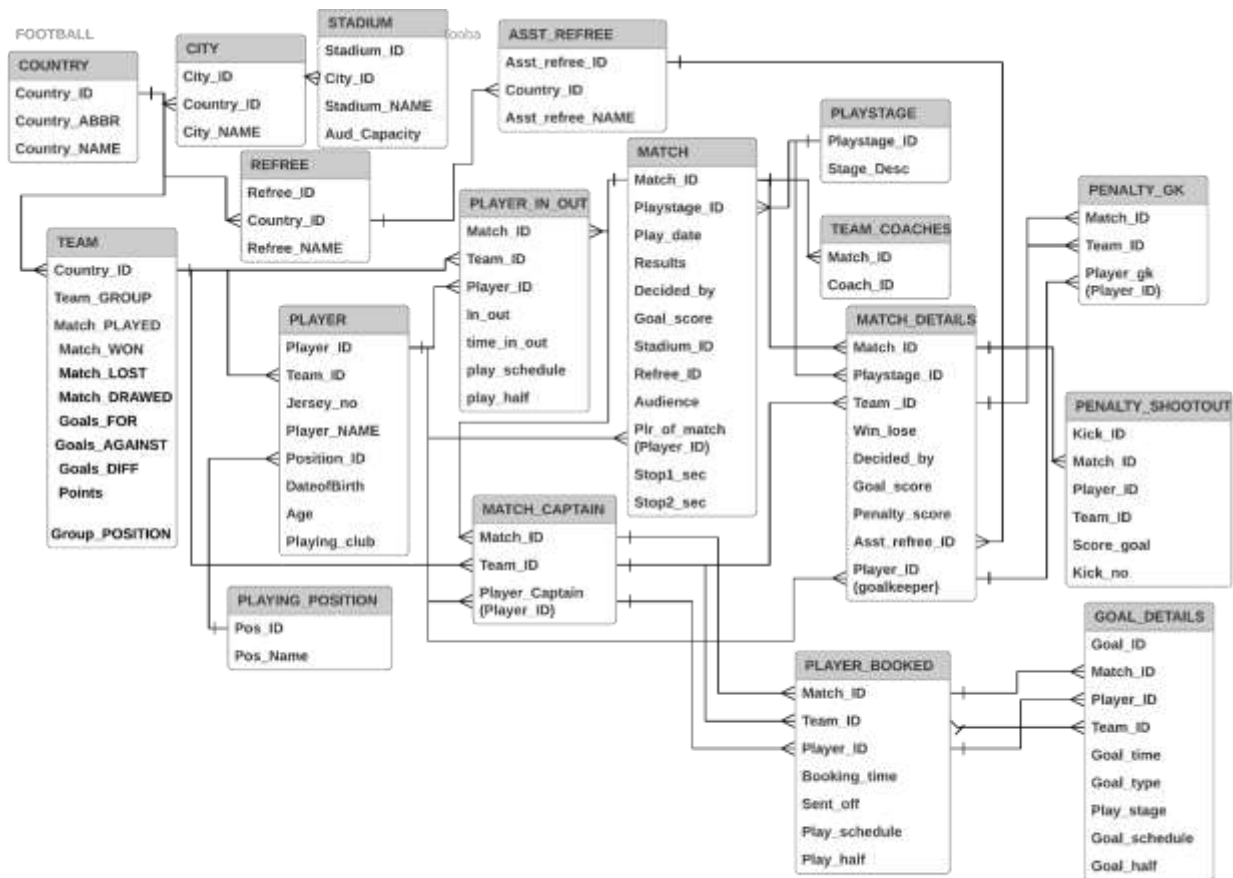 FOOTBALL
COUNTRY
Country_ID
Country_ABBR
Country_NAME
CITY
City_ID
Country_ID
City_NAME
STADIUM
Stadium_ID
City_ID
Stadium_NAME
Aud_Capacity
fooba
ASST_REFREE
Asst_refree_ID
Country_ID
Asst_refree_NAME
REFREE
Refree_ID
Country_ID
Refree_NAME
TEAM
Country_ID
Team_GROUP
Match_PLAYED
Match_WON
Match_LOST
Match_DRAWED
Goals_FOR
Goals_AGAINST
Goals_DIFF
Points
Group_POSITION
PLAYER
Player_ID
Team_ID
Jersey_no
Player_NAME
Position_ID
DateofBirth
Age
Playing_club
PLAYING_POSITION
Pos_ID
Pos_Name
PLAYER_IN_OUT
Match_ID
Team_ID
Player_ID
In_out
time_in_out
play_schedule
play_half
MATCH
Match_ID
Playstage_ID
Play_date
Results
Decided_by
Goal_score
Stadium_ID
Refree_ID
Audience
Plr_of_match
(Player_ID)
Stop1_sec
Stop2_sec
MATCH_CAPTAIN
Match_ID
Team_ID
Player_Captain
(Player_ID)
PLAYSTAGE
Playstage_ID
Stage_Desc
TEAM_COACHES
Match_ID
Coach_ID
MATCH_DETAILS
Match_ID
Playstage_ID
Team _ID
Win_lose
Decided_by
Goal_score
Penalty_score
Asst_refree_ID
Player_ID
(goalkeeper)
PENALTY_GK
Match_ID
Team_ID
Player_gk
(Player_ID)
PENALTY_SHOOTOUT
Kick_ID
Match_ID
Player_ID
Team_ID
Score_goal
Kick_no
PLAYER_BOOKED
Match_ID
Team_ID
Player_ID
Booking_time
Sent_off
Play_schedule
Play_half
GOAL_DETAILS
Goal_ID
Match_ID
Player_ID
Team_ID
Goal_time
Goal_type
Play_stage
Goal_schedule
Goal_half